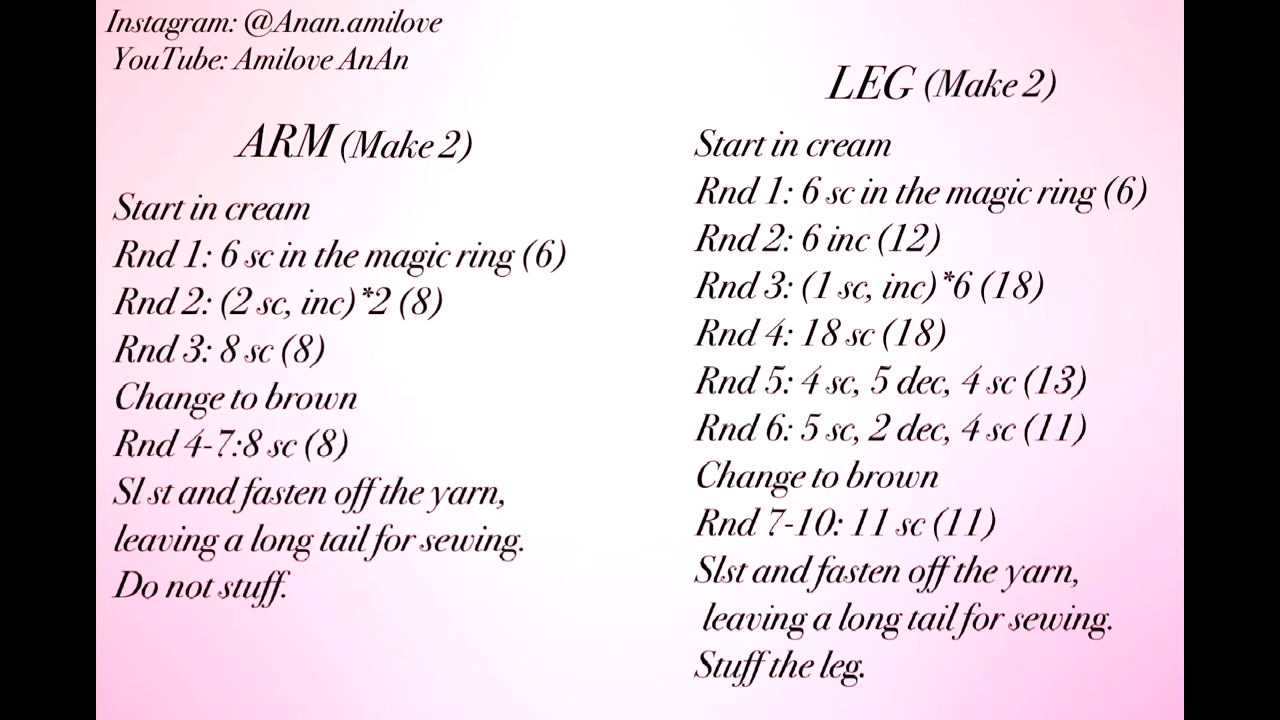 Instagram: @Anan.amilove
YouTube: Amilove AnAn
ARM (Make 2)
Start in cream
Rnd 1: 6 sc in the magic ring (6)
Rnd 2: (2 sc, inc)*2 (8)
Rnd 3: 8 sc (8)
Change to brown
Rnd 4-7:8 sc (8)
Sl st and fasten off the yarn,
leaving a long tail for sewing.
Do not stuff.
LEG (Make 2)
Start in cream
Rnd 1: 6 sc in the magic ring (6)
Rnd 2: 6 inc (12)
Rnd 3: (1 sc, inc)*6 (18)
Rnd 4: 18 sc (18)
Rnd 5: 4 sc, 5 dec, 4 sc (13)
Rnd 6: 5 sc, 2 dec, 4 sc (11)
Change to brown
Rnd 7-10: 11 sc (11)
Slst and fasten off the yarn,
leaving a long tail for sewing.
Stuff the leg.